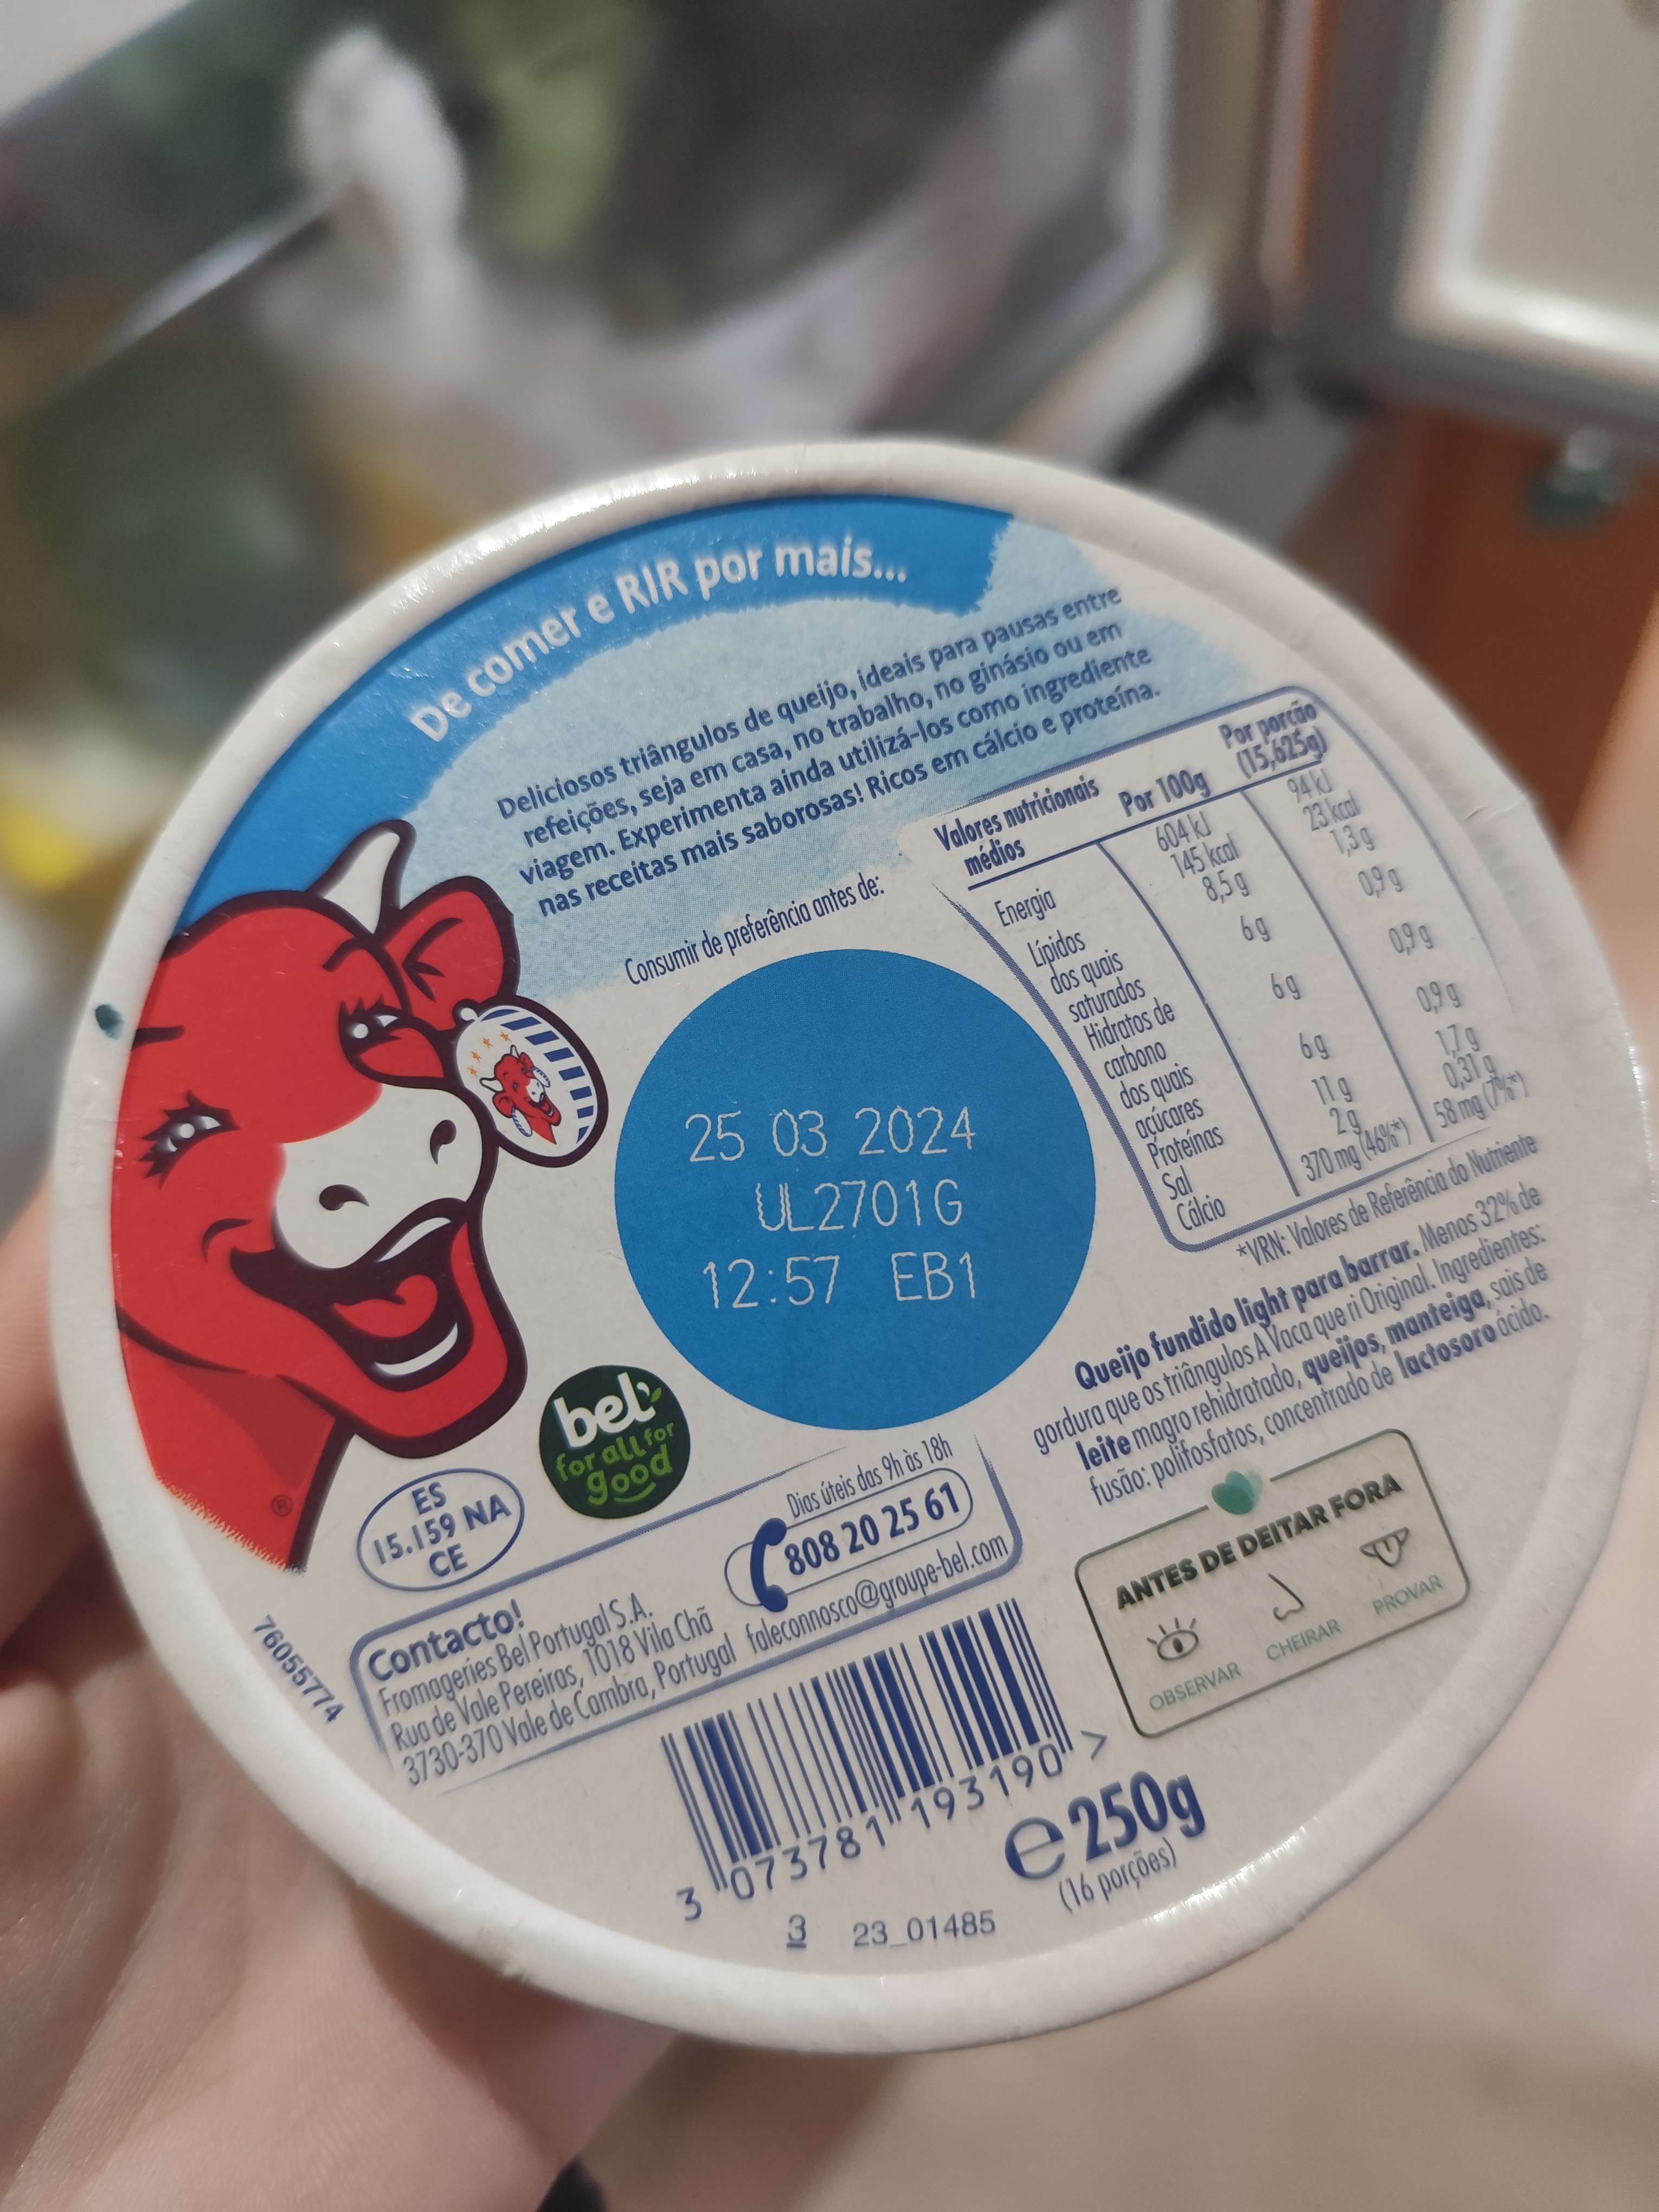 De comer e RIR por mais...
Deliciosos triângulos de queijo, ideais para pausas entre
refeições, seja em casa, no trabalho, no ginásio ou em
viagem. Experimenta ainda utilizá-los como ingrediente
nas receitas mais saborosas! Ricos em cálcio e proteína.
Consumir de preferência antes de:
25 03 2024
UL2701G
12:57 EB1
Valores nutricionais médios Por 100g Por porção (15,625g)
Energia 604 kJ 94 kJ
145 kcal 23 kcal
Lípidos 8,5 g 1,3 g
dos quais saturados 6 g 0,9 g
Hidratos de carbono 6 g 0,9 g
dos quais açúcares 6 g 0,9 g
Proteínas 11 g 1,7 g
Sal 2 g 0,31 g
Cálcio 370 mg (46%*) 58 mg (7%*)
*VRN: Valores de Referência do Nutriente
Queijo fundido light para barrar. Menos 32% de
gordura que os triângulos A Vaca que ri Original. Ingredientes:
leite magro rehidratado, queijos, manteiga, sais de
fusão: polifosfatos, concentrado de lactosoro ácido.
bel
for all for
good
®
ES
15.159 NA
CE
76055774
Contacto!
Fromageries Bel Portugal S.A.
Rua de Vale Pereiras, 1018 Vila Chã
3730-370 Vale de Cambra, Portugal
Dias úteis das 9h às 18h
808 20 25 61
faleconnosco@groupe-bel.com
ANTES DE DEITAR FORA
OBSERVAR CHEIRAR PROVAR
3 073781 193190 >
e 250g
(16 porções)
3 23_01485